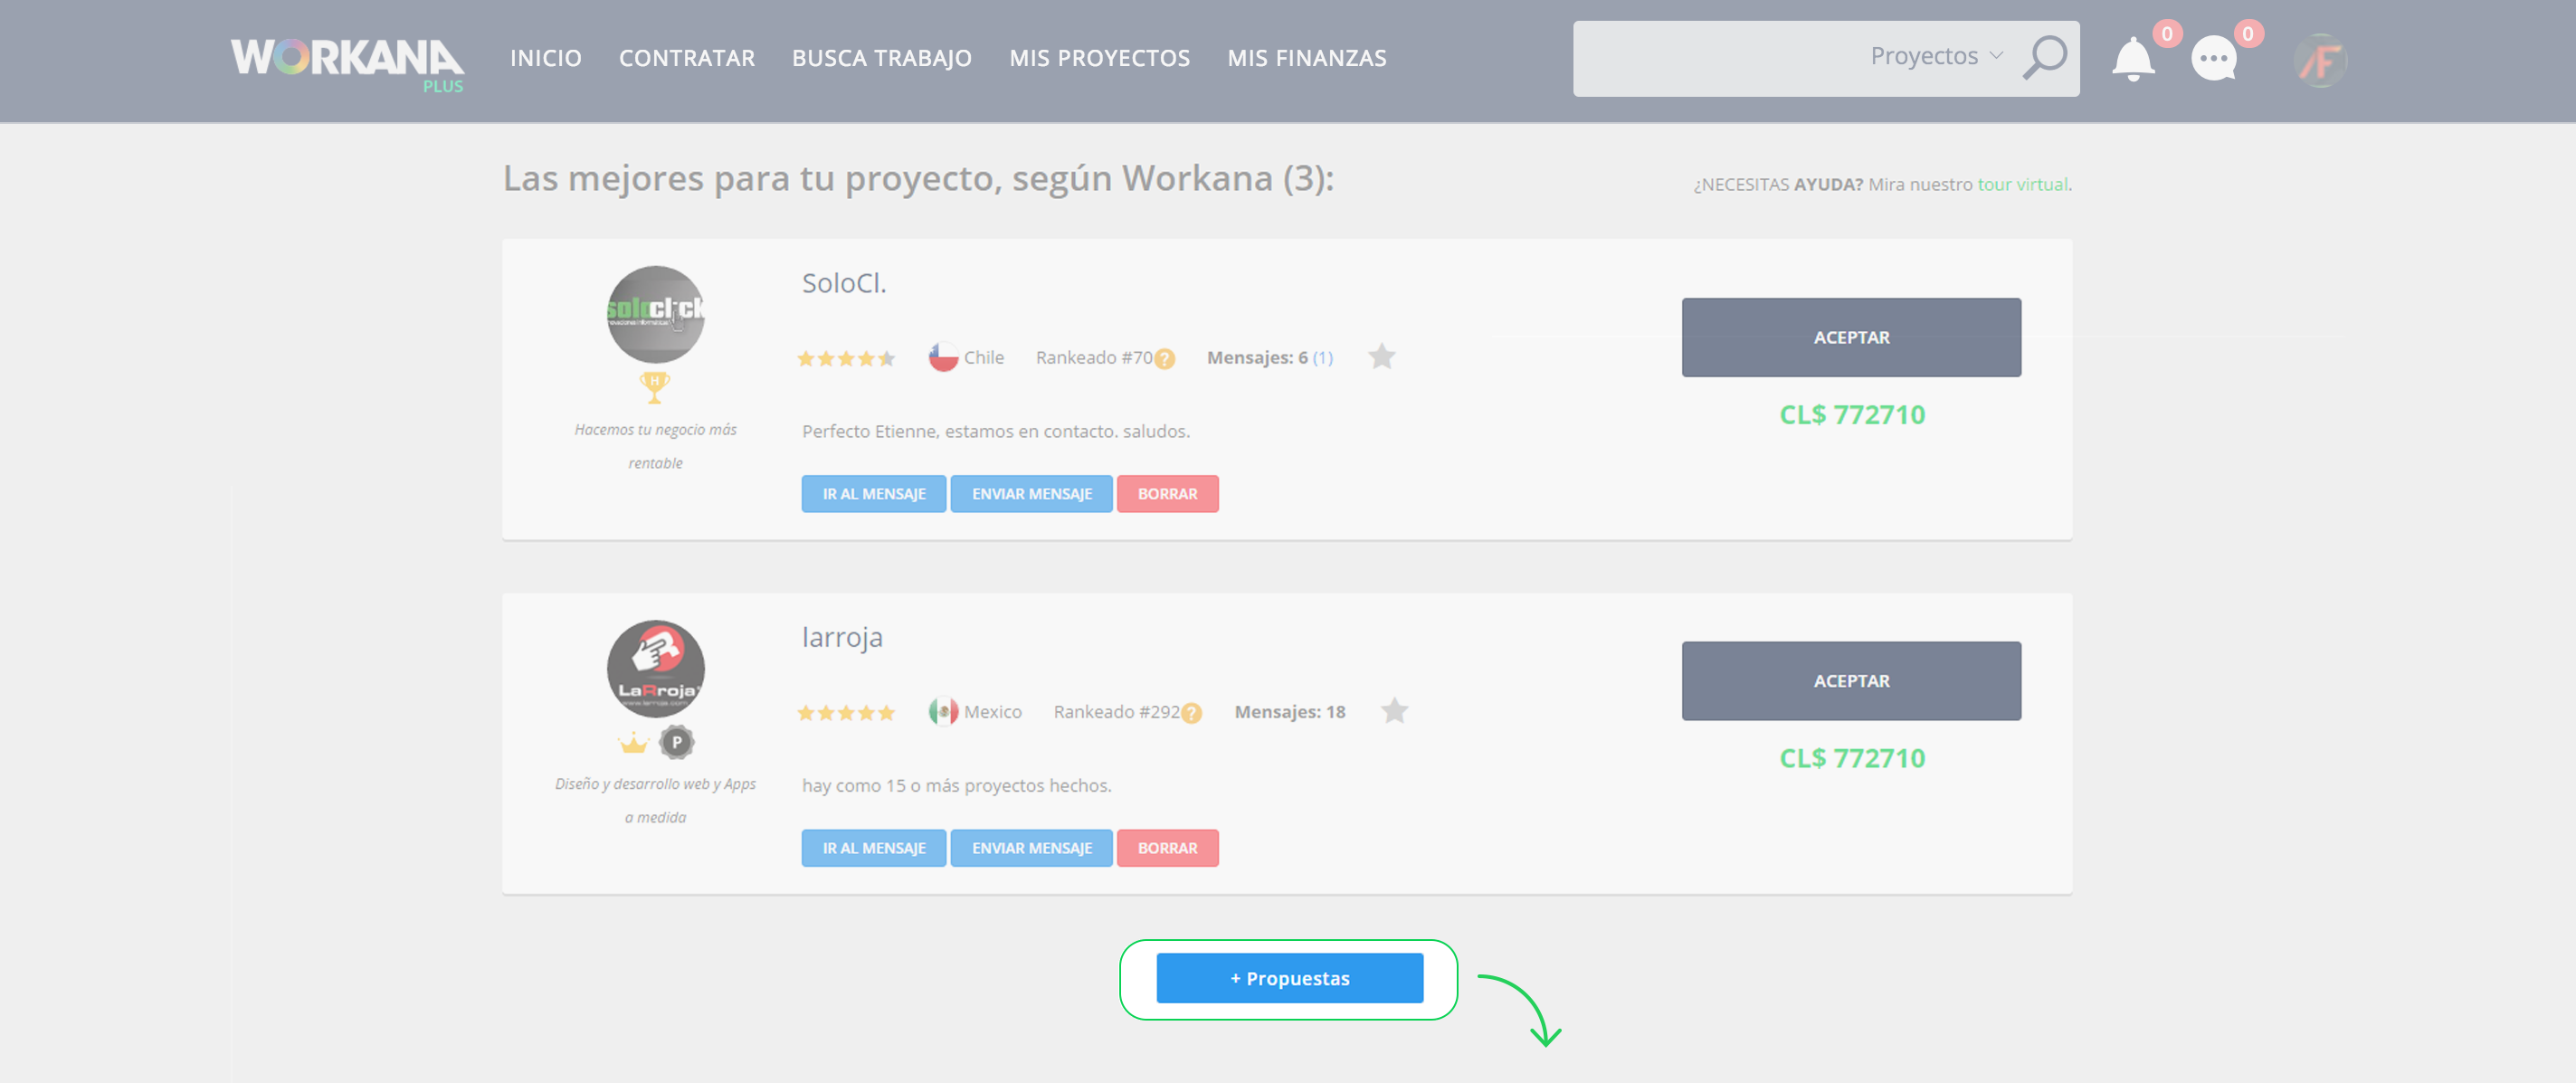 WORKANA
PLUS
INICIO CONTRATAR BUSCA TRABAJO MIS PROYECTOS MIS FINANZAS
Proyectos
0
0
Las mejores para tu proyecto, según Workana (3):
¿NECESITAS AYUDA? Mira nuestro tour virtual.
soloclick
H
Hacemos tu negocio más
rentable
SoloCl.
Chile Rankeado #70 ? Mensajes: 6 (1)
Perfecto Etienne, estamos en contacto. saludos.
IR AL MENSAJE ENVIAR MENSAJE BORRAR
ACEPTAR
CL$ 772710
LaRroja
www.larroja.com
P
Diseño y desarrollo web y Apps
a medida
larroja
Mexico Rankeado #292 ? Mensajes: 18
hay como 15 o más proyectos hechos.
IR AL MENSAJE ENVIAR MENSAJE BORRAR
ACEPTAR
CL$ 772710
+ Propuestas